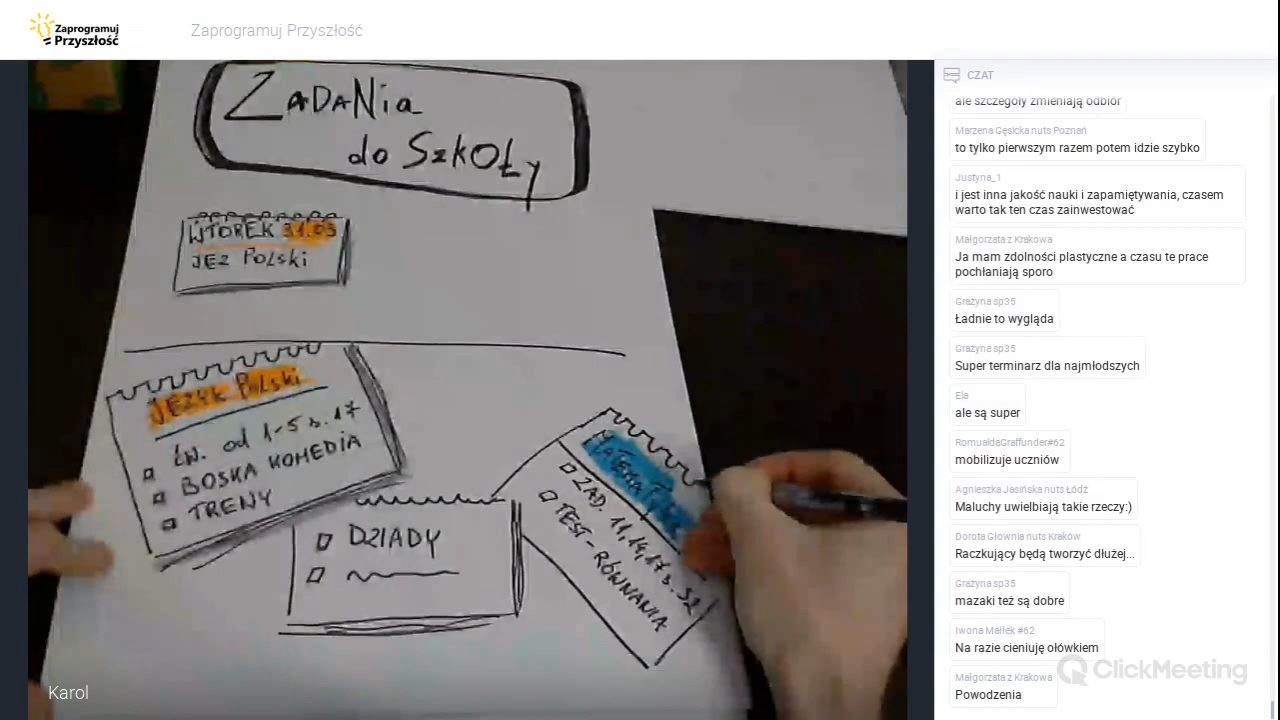 Zaprogramuj
Przyszłość
Zaprogramuj Przyszłość
ZADANia
do SZKOŁY
WTOREK 31.03
JĘZ POLSKI
JĘZYK POLSKI
ĆW. od 1-5 s. 17
BOSKA KOMEDIA
TRENY
DZIADY
MATEMATYKA
ZAD. 11, 14, 17 s. 32
TEST - RÓWNANIA
Karol
CZAT
ale szczegóły zmieniają odbiór
Marzena Gęsicka nuts Poznań
to tylko pierwszym razem potem idzie szybko
Justyna_1
i jest inna jakość nauki i zapamiętywania, czasem
warto tak ten czas zainwestować
Małgorzata z Krakowa
Ja mam zdolności plastyczne a czasu te prace
pochłaniają sporo
Grażyna sp35
Ładnie to wygląda
Grażyna sp35
Super terminarz dla najmłodszych
Ela
ale są super
RomualdaGraffunder#62
mobilizuje uczniów
Agnieszka Jasińska nuts Łódź
Maluchy uwielbiają takie rzeczy:)
Dorota Głownia nuts Kraków
Raczkujący będą tworzyć dłużej...
Grażyna sp35
mazaki też są dobre
Iwona Małłek #62
Na razie cieniuję ołówkiem
Małgorzata z Krakowa
Powodzenia
ClickMeeting